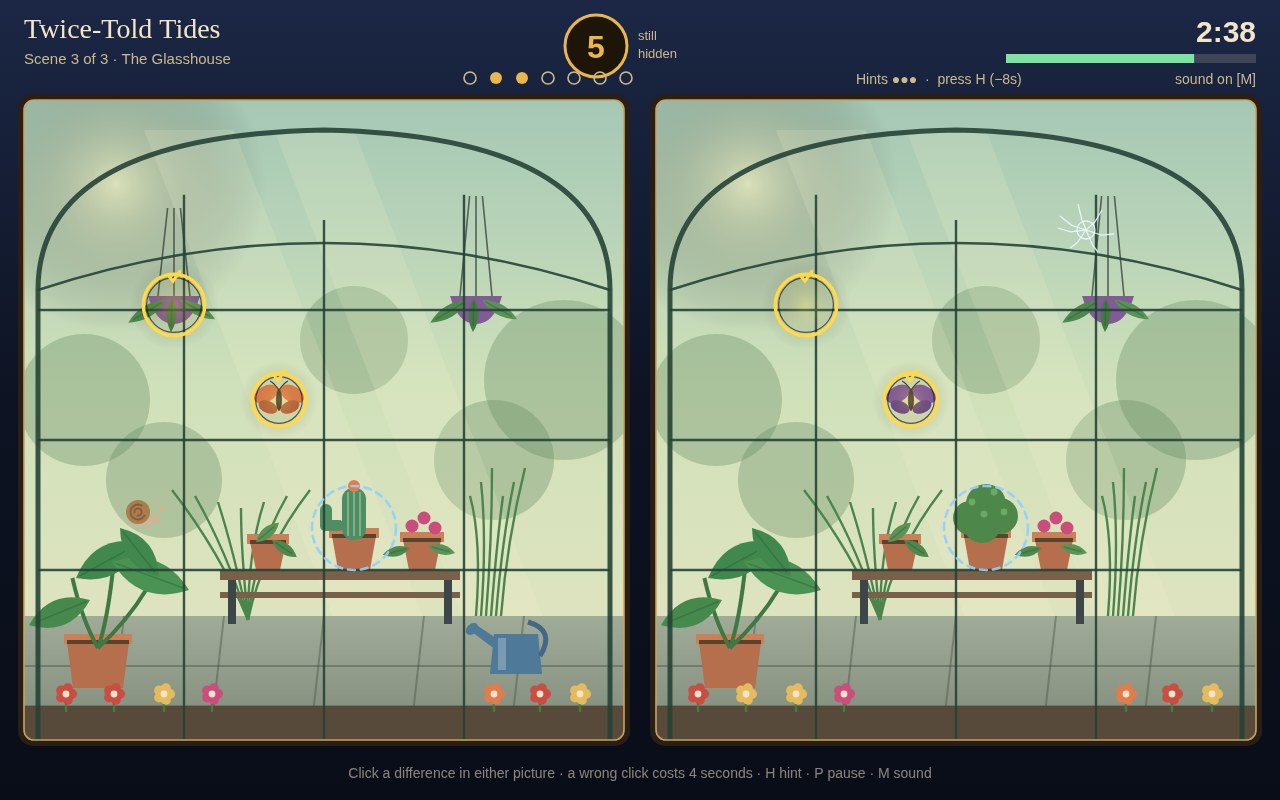 Twice-Told Tides
Scene 3 of 3 · The Glasshouse
5
still
hidden
2:38
Hints ●●● · press H (−8s)
sound on [M]
Click a difference in either picture · a wrong click costs 4 seconds · H hint · P pause · M sound